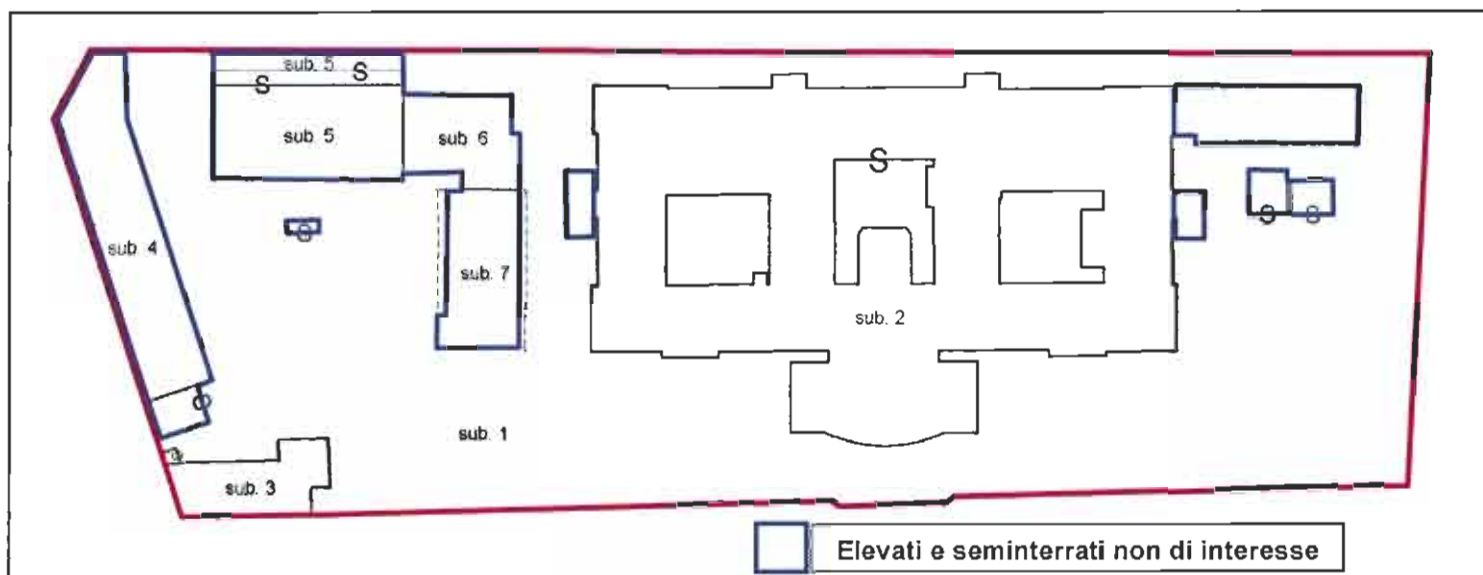 sub. 5
S
S
sub. 5
sub. 6
S
sub. 4
sub. 7
sub. 2
sub. 1
sub. 3
Elevati e seminterrati non di interesse